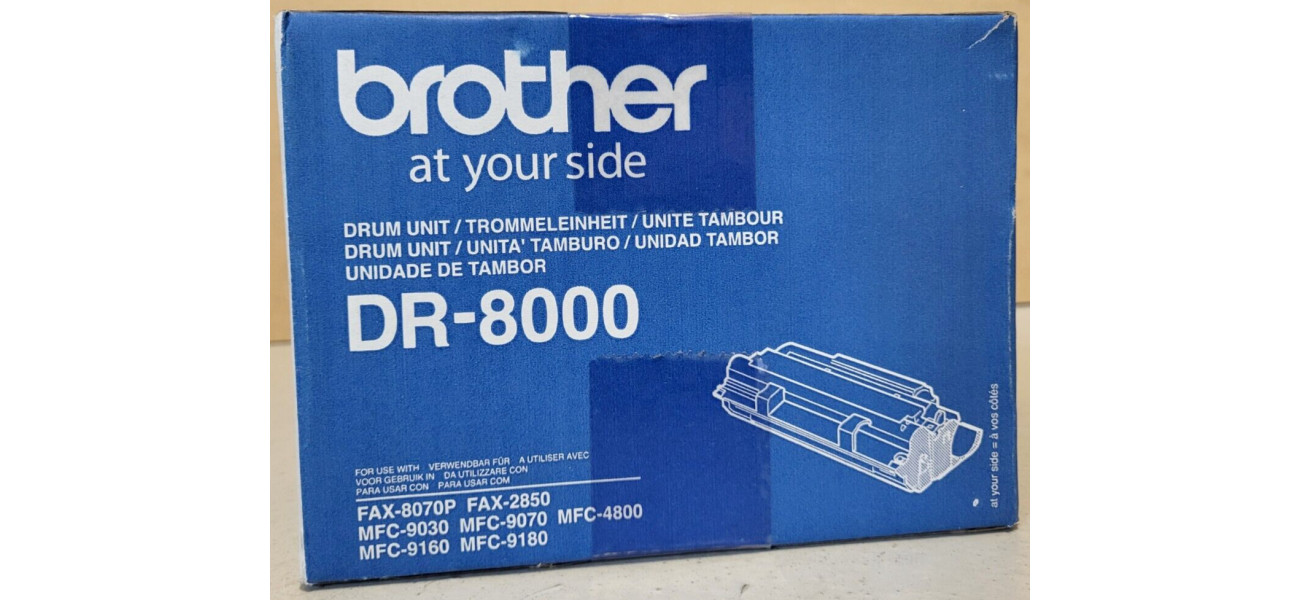 brother
at your side
DRUM UNIT / TROMMELEINHEIT / UNITE TAMBOUR
DRUM UNIT / UNITA' TAMBURO / UNIDAD TAMBOR
UNIDADE DE TAMBOR
DR-8000
FOR USE WITH VERWENDBAR FÜR A UTILISER AVEC
VOOR GEBRUIK IN DA UTILIZZARE CON
PARA USAR CON PARA USAR COM
FAX-8070P FAX-2850
MFC-9030 MFC-9070 MFC-4800
MFC-9160 MFC-9180
at your side = à vos côtés